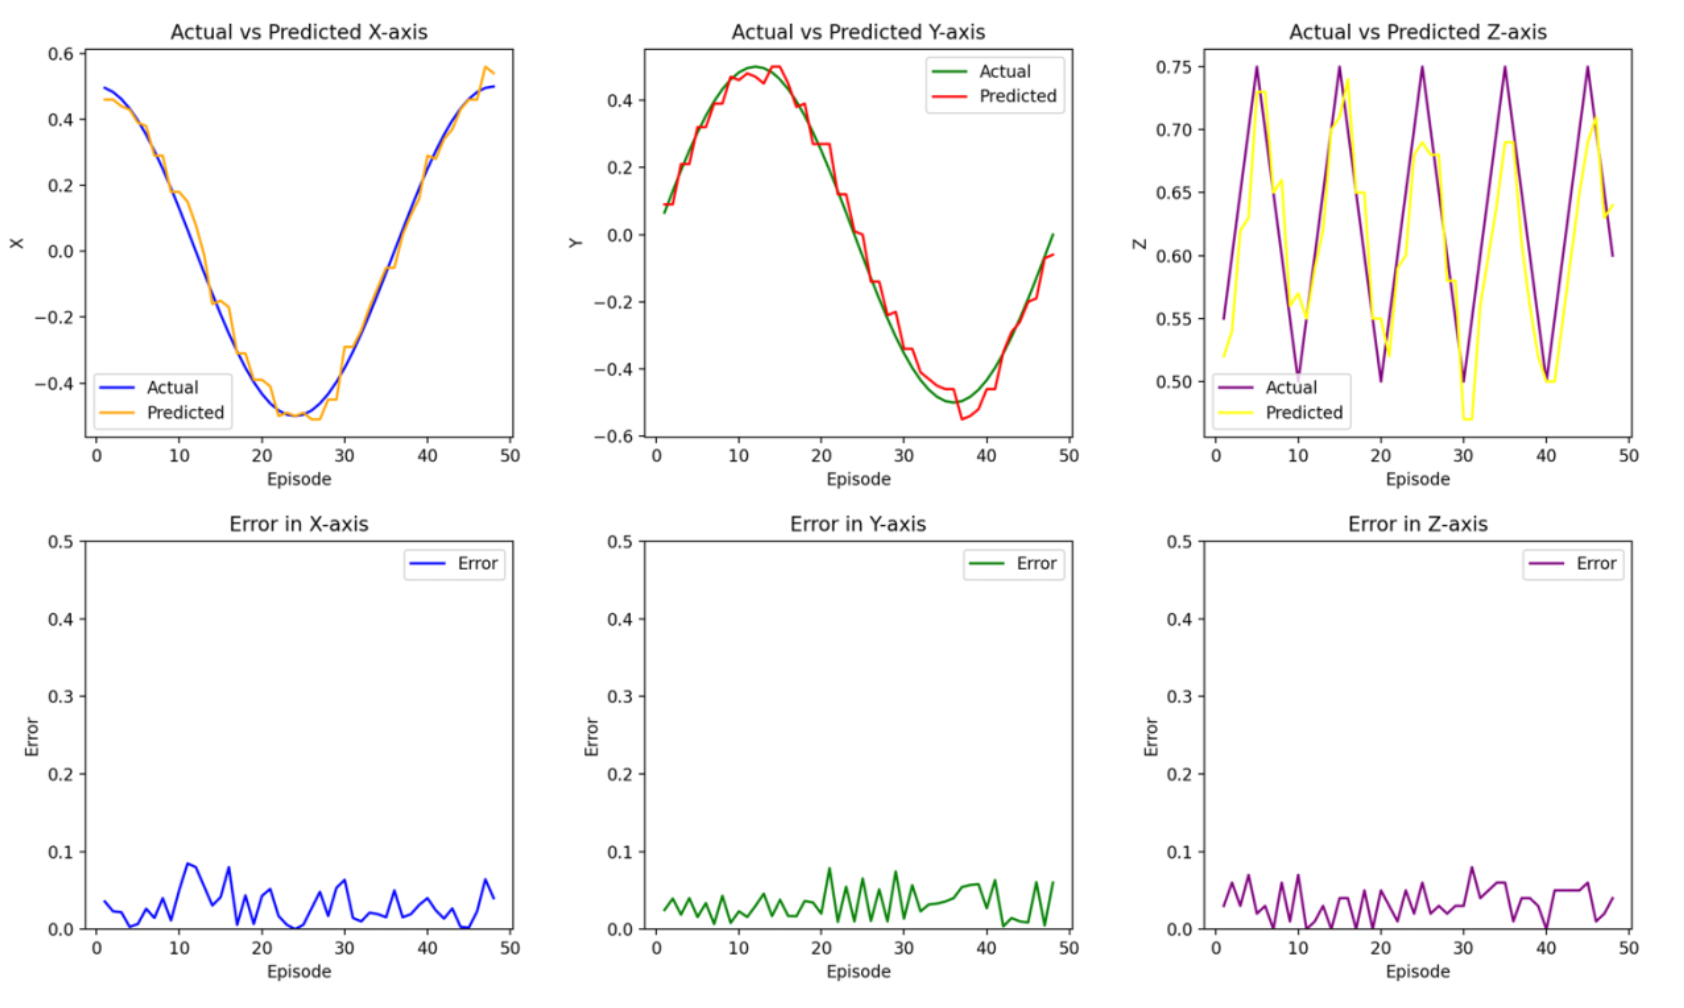 Actual vs Predicted X-axis
0.6
0.4
0.2
0.0
−0.2
−0.4
X
Actual
Predicted
0 10 20 30 40 50
Episode
Actual vs Predicted Y-axis
0.4
0.2
0.0
−0.2
−0.4
−0.6
Y
Actual
Predicted
0 10 20 30 40 50
Episode
Actual vs Predicted Z-axis
0.75
0.70
0.65
0.60
0.55
0.50
Z
Actual
Predicted
0 10 20 30 40 50
Episode
Error in X-axis
0.5
0.4
0.3
0.2
0.1
0.0
Error
Error
0 10 20 30 40 50
Episode
Error in Y-axis
0.5
0.4
0.3
0.2
0.1
0.0
Error
Error
0 10 20 30 40 50
Episode
Error in Z-axis
0.5
0.4
0.3
0.2
0.1
0.0
Error
Error
0 10 20 30 40 50
Episode